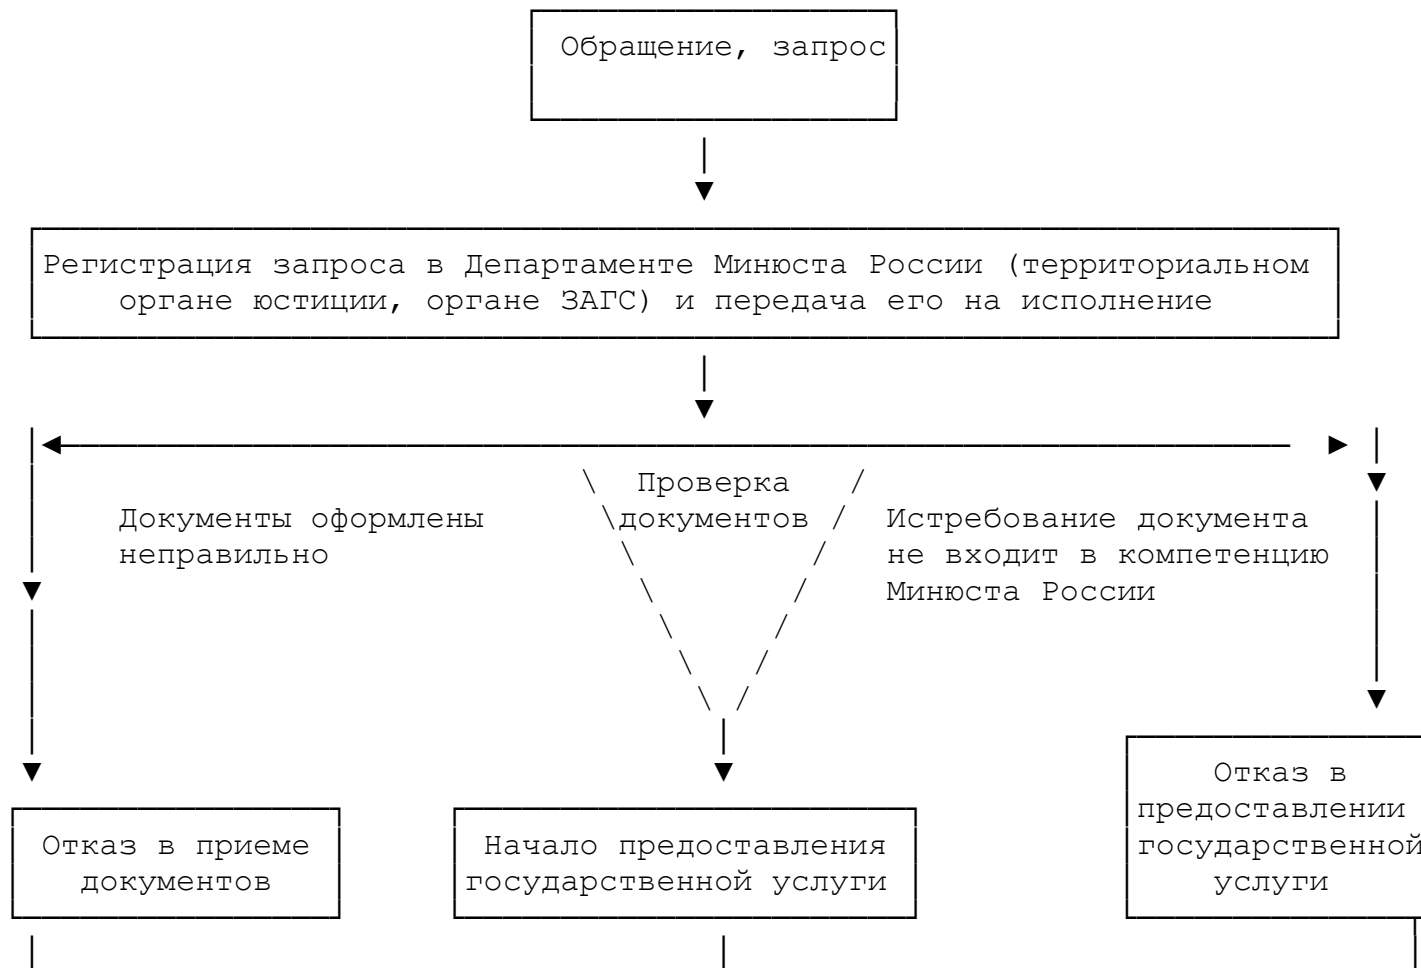 Обращение, запрос
Регистрация запроса в Департаменте Минюста России (территориальном
органе юстиции, органе ЗАГС) и передача его на исполнение
Проверка
документов
Документы оформлены
неправильно
Истребование документа
не входит в компетенцию
Минюста России
Отказ в приеме
документов
Начало предоставления
государственной услуги
Отказ в
предоставлении
государственной
услуги